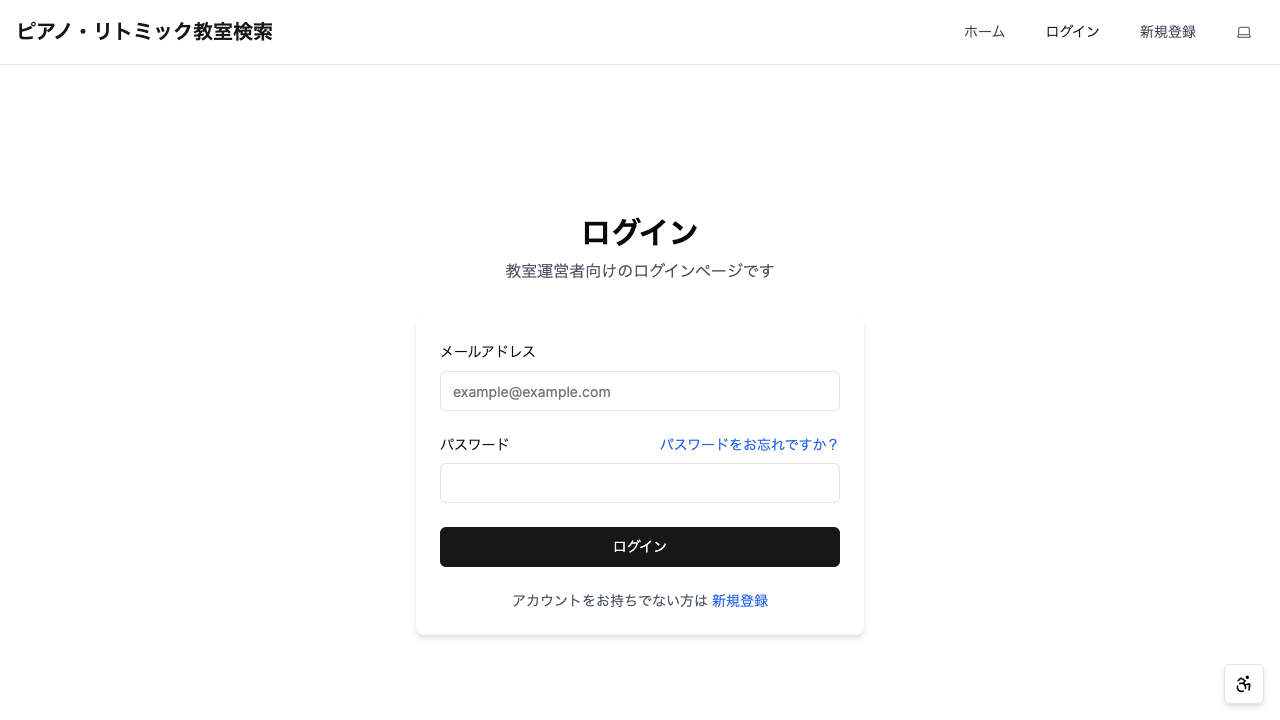 ピアノ・リトミック教室検索
ホーム
ログイン
新規登録
ログイン
教室運営者向けのログインページです
メールアドレス
example@example.com
パスワード
パスワードをお忘れですか？
ログイン
アカウントをお持ちでない方は 新規登録